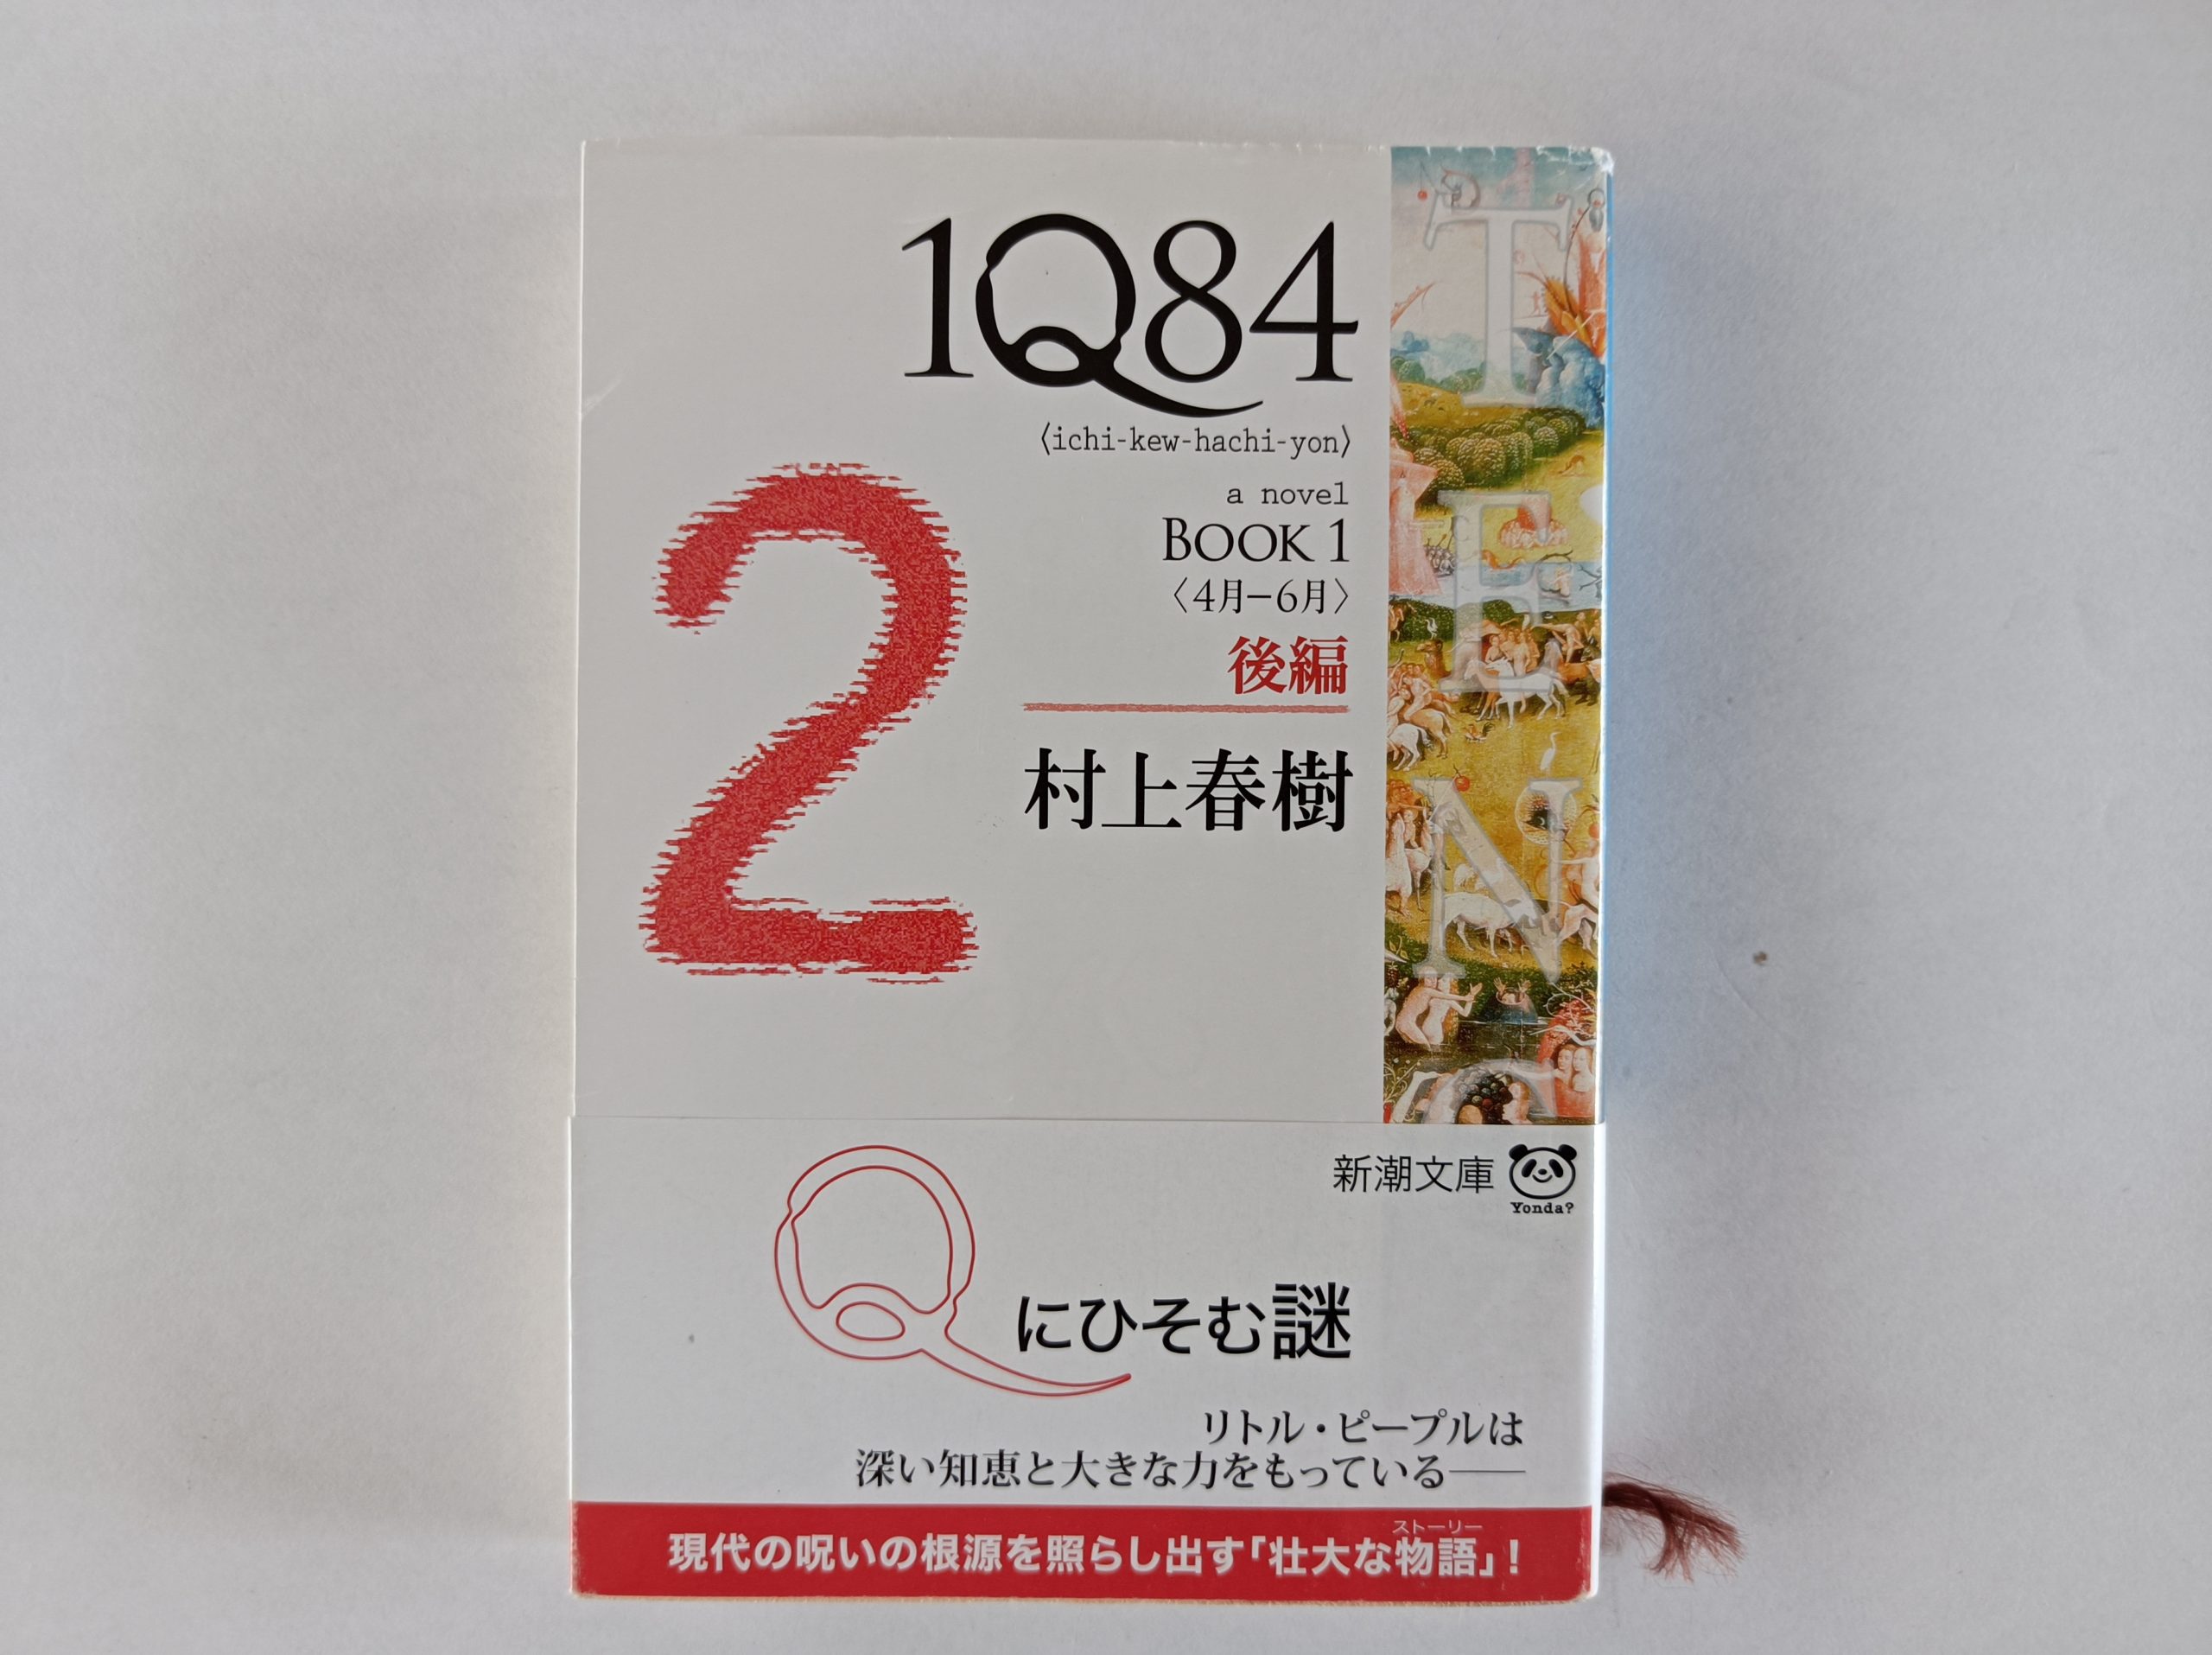 1Q84
〈ichi-kew-hachi-yon〉
a novel
BOOK 1
〈4月−6月〉
後編
村上春樹
2
TEN
新潮文庫
Yonda?
Qにひそむ謎
リトル・ピープルは
深い知恵と大きな力をもっている――
ストーリー
現代の呪いの根源を照らし出す「壮大な物語」!